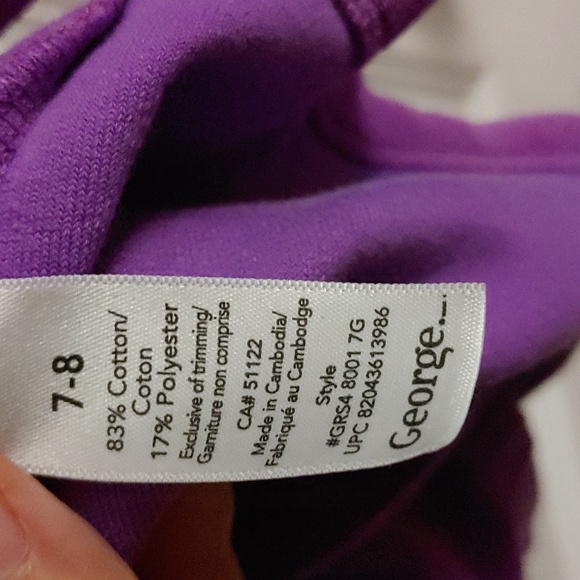 7-8
83% Cotton/
Coton
17% Polyester
Exclusive of trimming/
Garniture non comprise
CA# 51122
Made in Cambodia/
Fabriqué au Cambodge
Style
#GRS4 8001 7G
UPC 82043613986
George